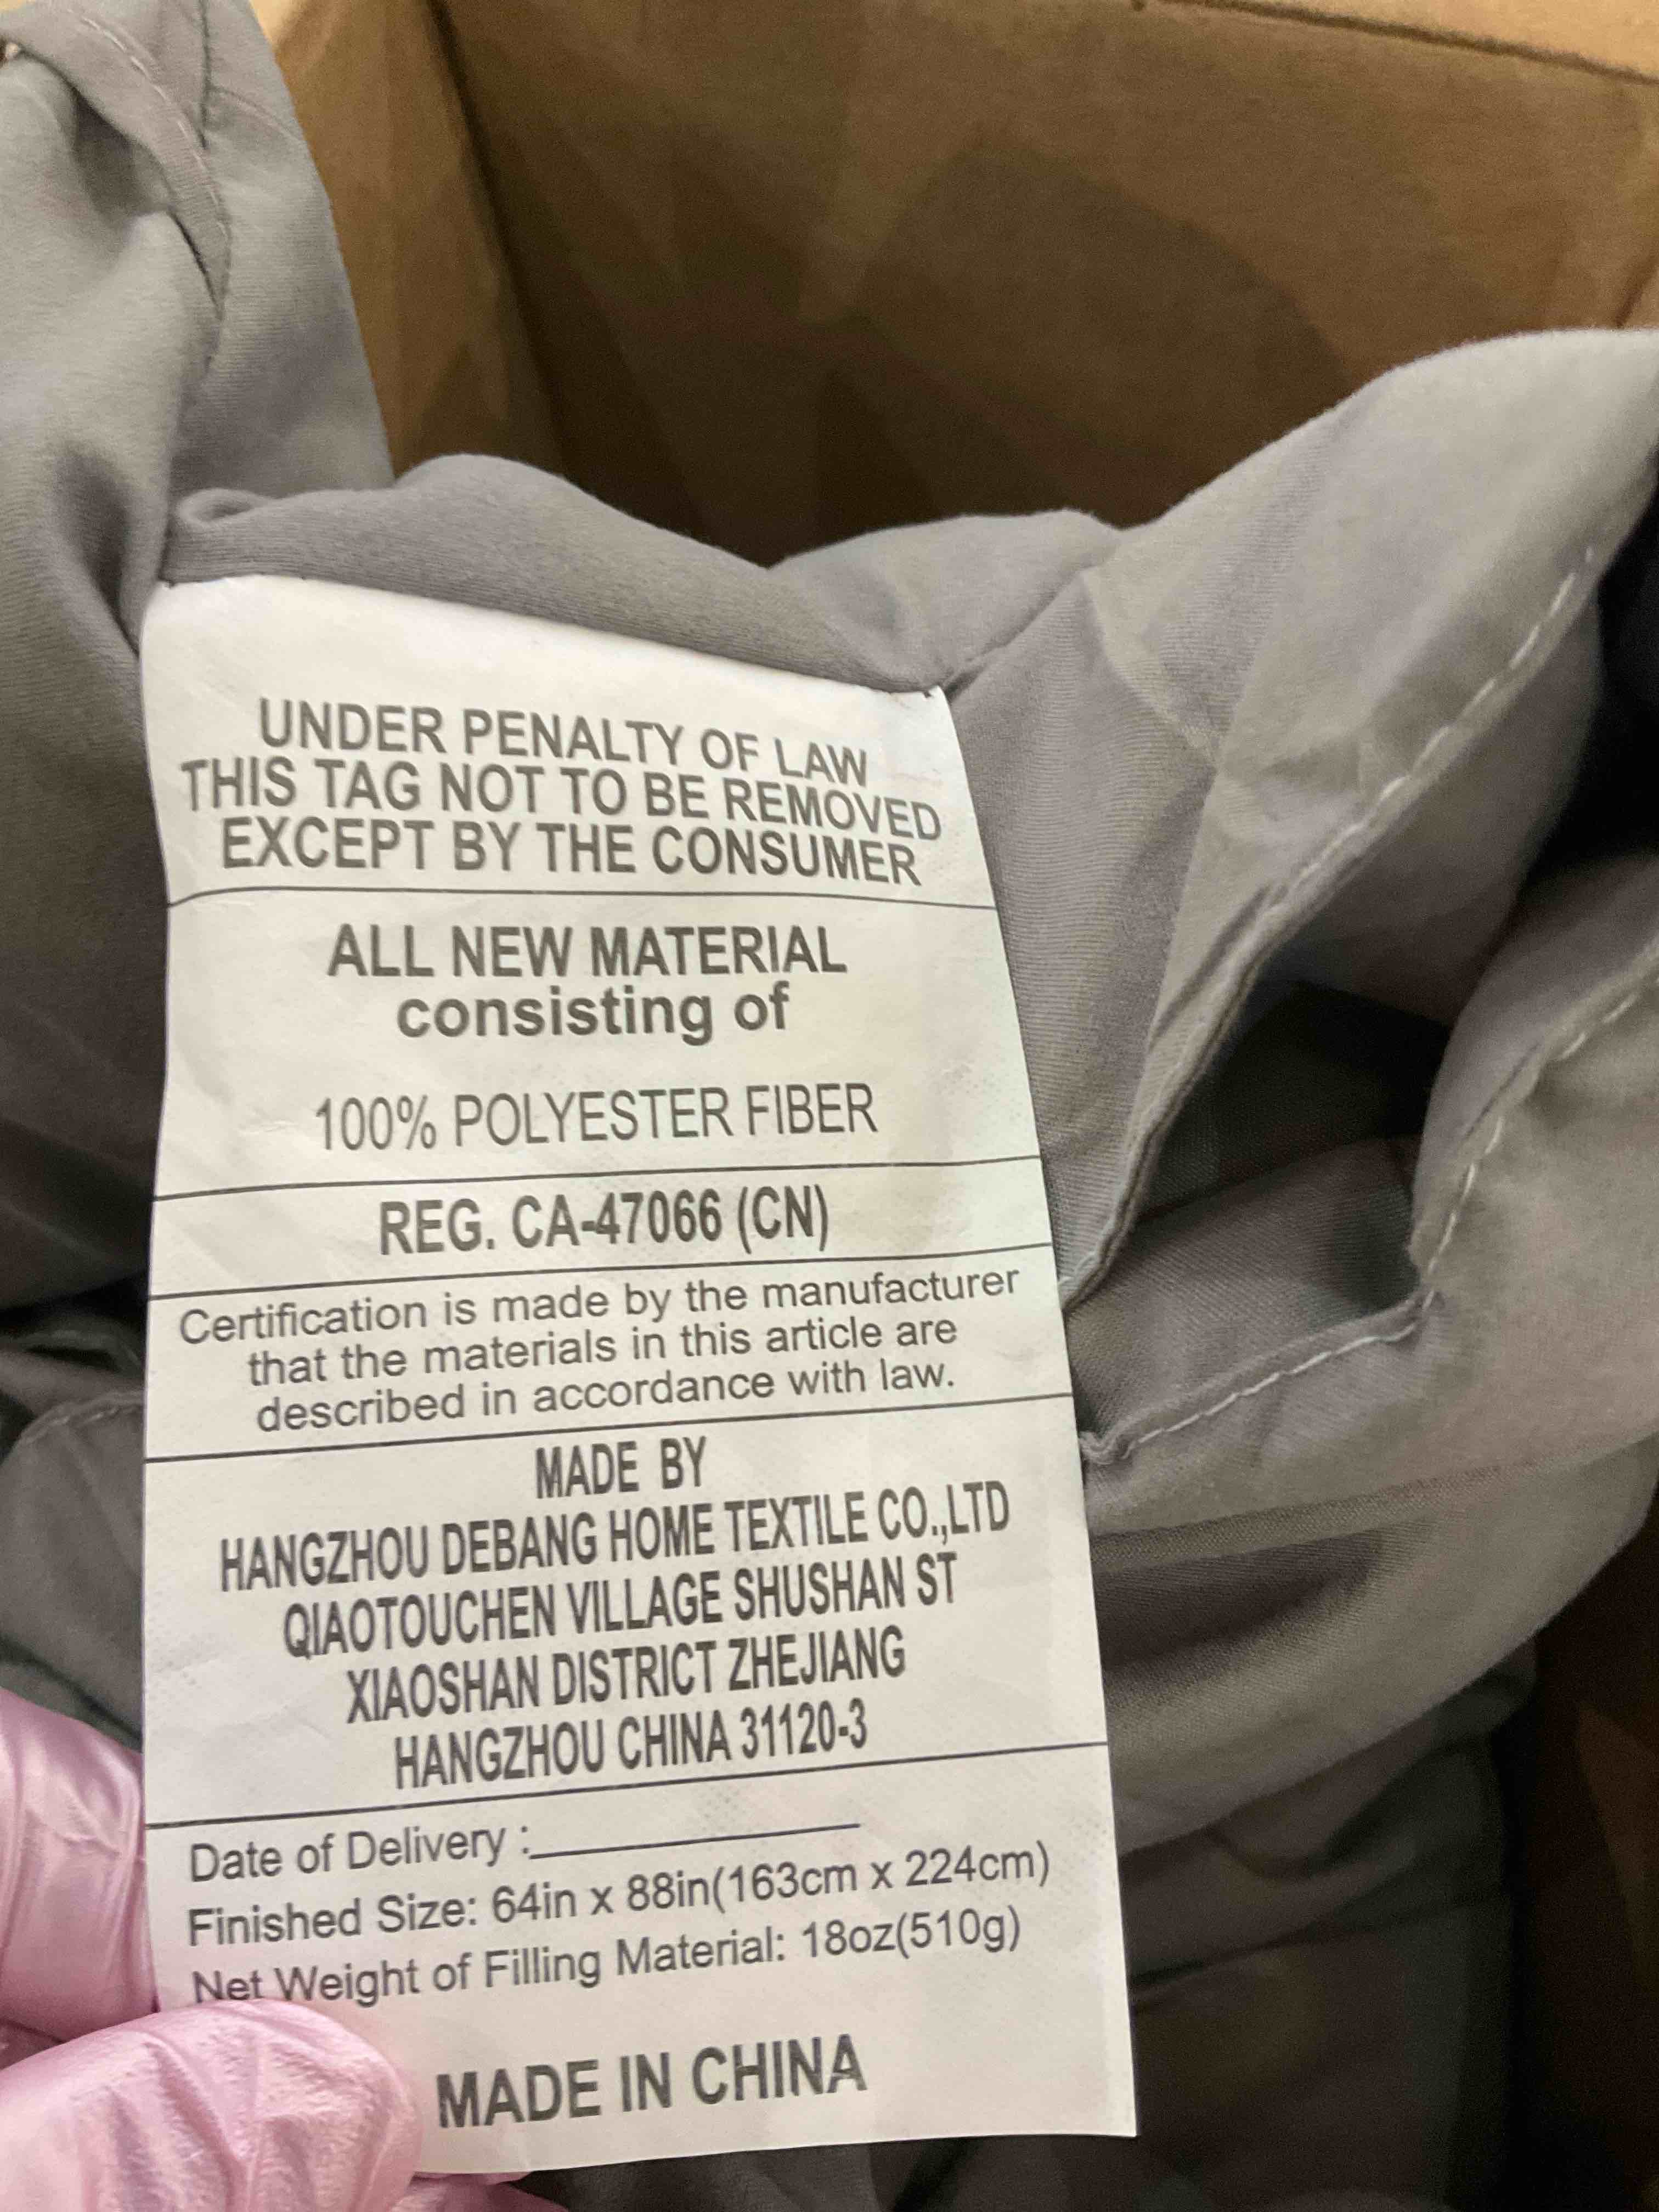 UNDER PENALTY OF LAW
THIS TAG NOT TO BE REMOVED
EXCEPT BY THE CONSUMER
ALL NEW MATERIAL
consisting of
100% POLYESTER FIBER
REG. CA-47066 (CN)
Certification is made by the manufacturer
that the materials in this article are
described in accordance with law.
MADE BY
HANGZHOU DEBANG HOME TEXTILE CO.,LTD
QIAOTOUCHEN VILLAGE SHUSHAN ST
XIAOSHAN DISTRICT ZHEJIANG
HANGZHOU CHINA 31120-3
Date of Delivery :
Finished Size: 64in x 88in(163cm x 224cm)
Net Weight of Filling Material: 18oz(510g)
MADE IN CHINA